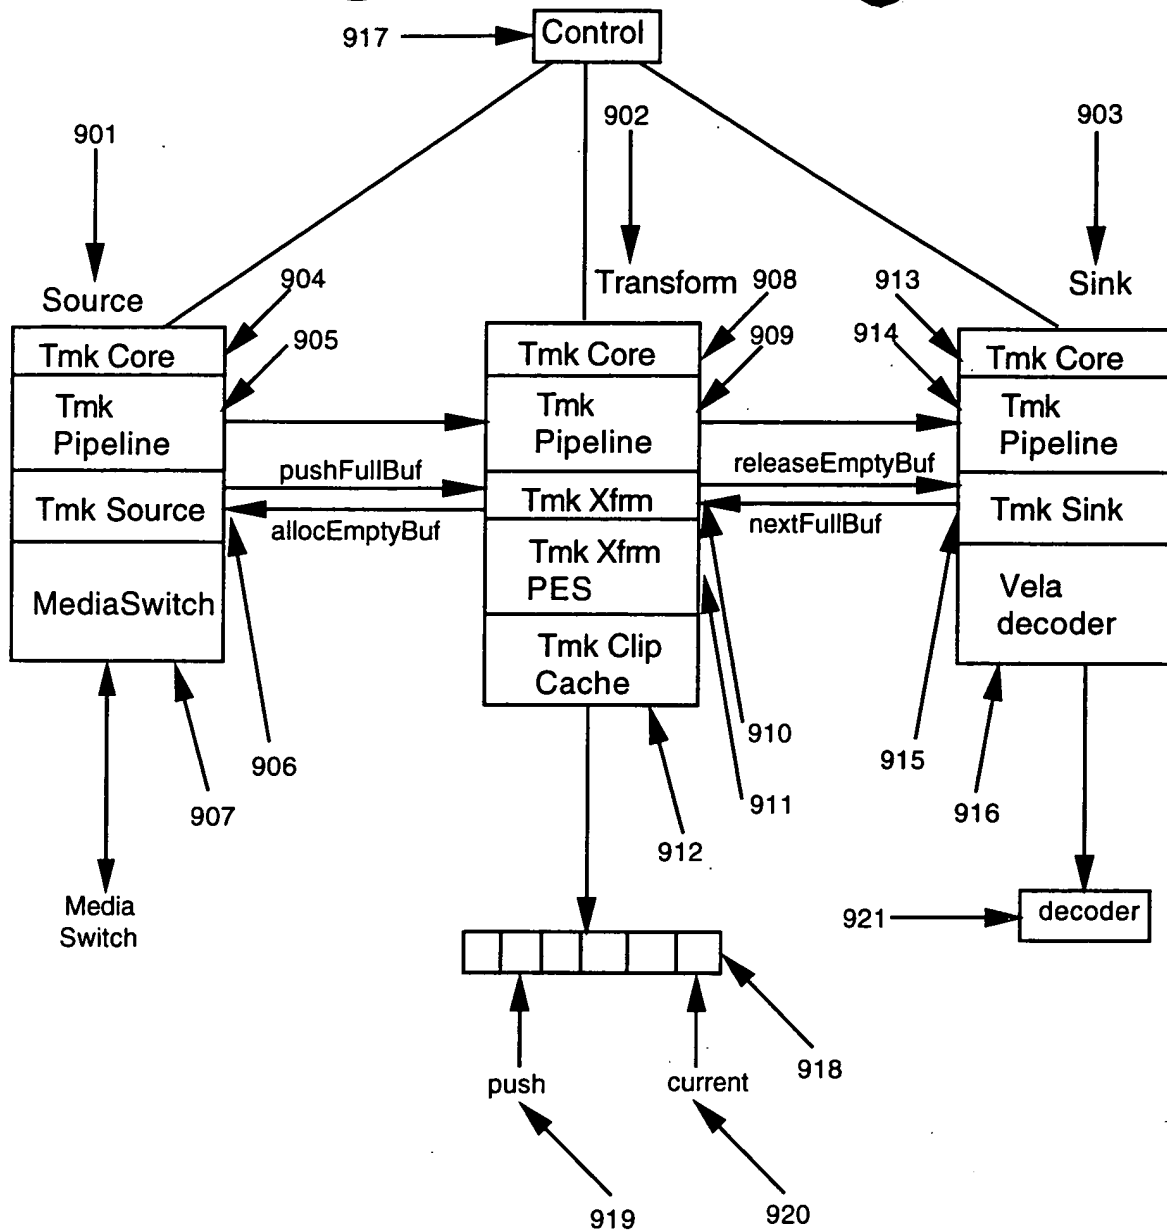 917
Control
901
902
903
Source
904
Transform
908
913
Sink
905
909
914
Tmk Core
Tmk
Pipeline
Tmk Source
MediaSwitch
pushFullBuf
allocEmptyBuf
Tmk Core
Tmk
Pipeline
Tmk Xfrm
Tmk Xfrm
PES
Tmk Clip
Cache
releaseEmptyBuf
nextFullBuf
Tmk Core
Tmk
Pipeline
Tmk Sink
Vela
decoder
906
907
910
911
912
915
916
Media
Switch
921
decoder
918
push
current
919
920